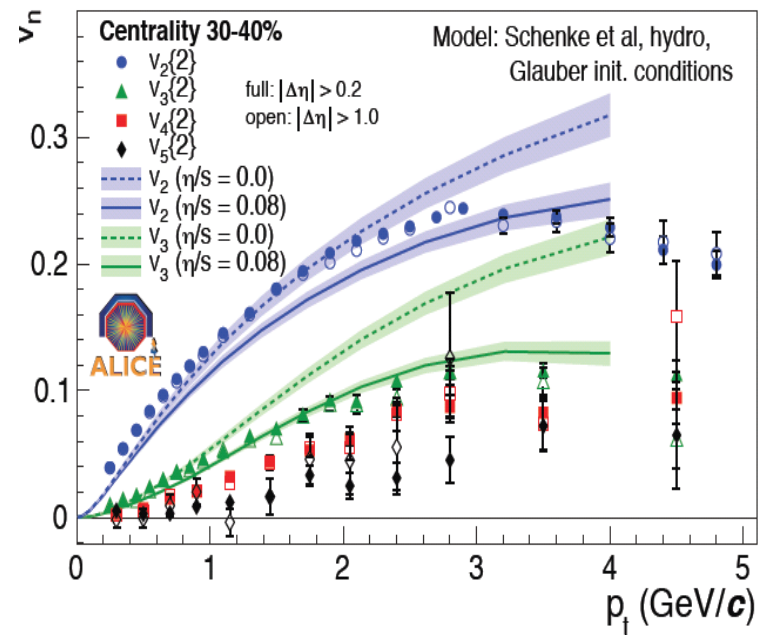 Centrality 30-40%
v₂{2}
v₃{2}
v₄{2}
v₅{2}
full: |Δη| > 0.2
open: |Δη| > 1.0
v₂ (η/s = 0.0)
v₂ (η/s = 0.08)
v₃ (η/s = 0.0)
v₃ (η/s = 0.08)
Model: Schenke et al, hydro,
Glauber init. conditions
ALICE
vₙ
0.3
0.2
0.1
0
0 1 2 3 4 5
pₜ (GeV/c)